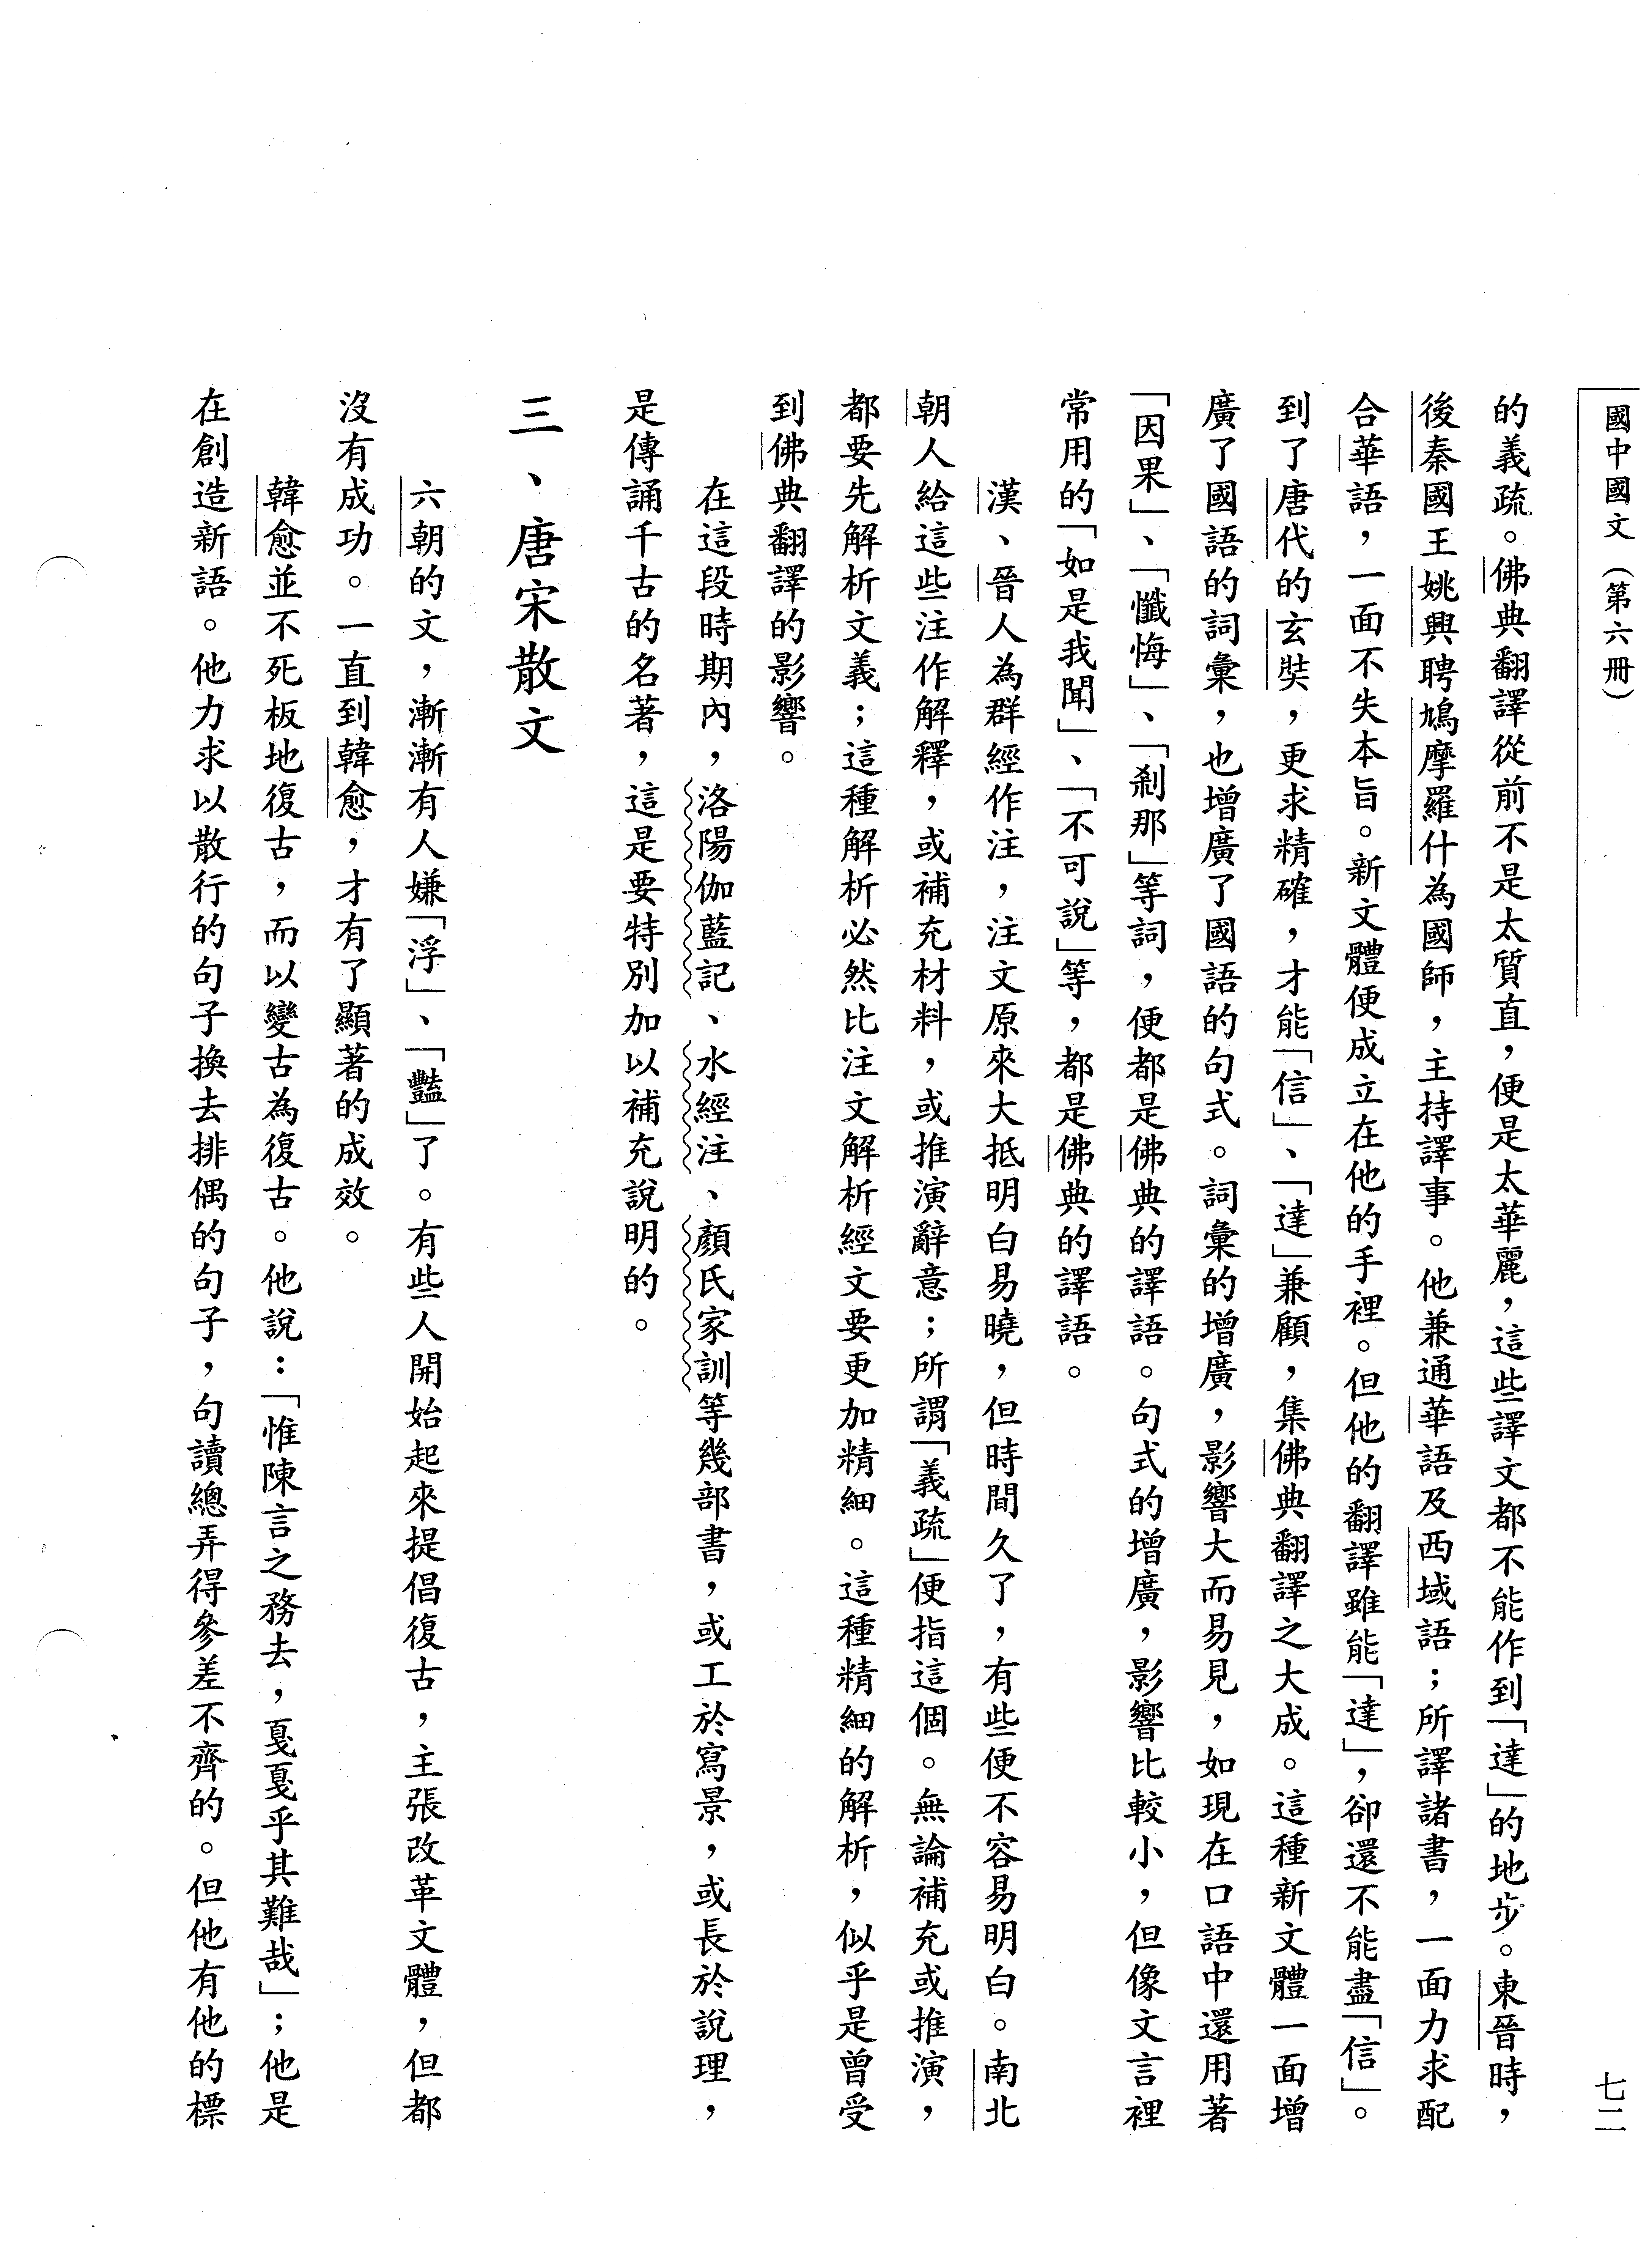 國中國文（第六冊）
七二
的義疏。佛典翻譯從前不是太質直，便是太華麗，這些譯文都不能作到「達」的地步。東晉時，
後秦國王姚興聘鳩摩羅什為國師，主持譯事。他兼通華語及西域語；所譯諸書，一面力求配
合華語，一面不失本旨。新文體便成立在他的手裡。但他的翻譯雖能「達」，卻還不能盡「信」。
到了唐代的玄奘，更求精確，才能「信」、「達」兼顧，集佛典翻譯之大成。這種新文體一面增
廣了國語的詞彙，也增廣了國語的句式。詞彙的增廣，影響大而易見，如現在口語中還用著
「因果」、「懺悔」、「剎那」等詞，便都是佛典的譯語。句式的增廣，影響比較小，但像文言裡
常用的「如是我聞」、「不可說」等，都是佛典的譯語。
漢、晉人為群經作注，注文原來大抵明白易曉，但時間久了，有些便不容易明白。南北
朝人給這些注作解釋，或補充材料，或推演辭意；所謂「義疏」便指這個。無論補充或推演，
都要先解析文義；這種解析必然比注文解析經文要更加精細。這種精細的解析，似乎是曾受
到佛典翻譯的影響。
在這段時期內，洛陽伽藍記、水經注、顏氏家訓等幾部書，或工於寫景，或長於說理，
是傳誦千古的名著，這是要特別加以補充說明的。
三、唐宋散文
六朝的文，漸漸有人嫌「浮」、「豔」了。有些人開始起來提倡復古，主張改革文體，但都
沒有成功。一直到韓愈，才有了顯著的成效。
韓愈並不死板地復古，而以變古為復古。他說：「惟陳言之務去，戛戛乎其難哉」；他是
在創造新語。他力求以散行的句子換去排偶的句子，句讀總弄得參差不齊的。但他有他的標